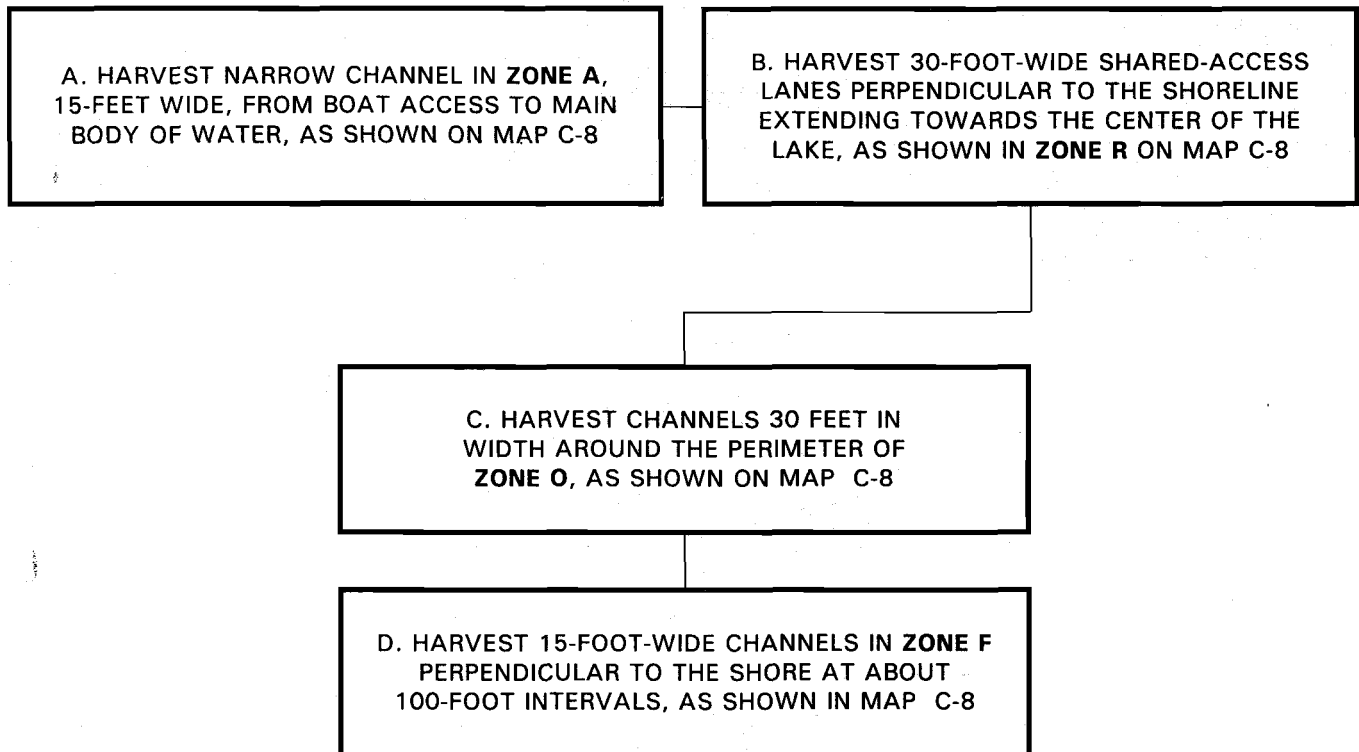 A. HARVEST NARROW CHANNEL IN ZONE A,
15-FEET WIDE, FROM BOAT ACCESS TO MAIN
BODY OF WATER, AS SHOWN ON MAP C-8
B. HARVEST 30-FOOT-WIDE SHARED-ACCESS
LANES PERPENDICULAR TO THE SHORELINE
EXTENDING TOWARDS THE CENTER OF THE
LAKE, AS SHOWN IN ZONE R ON MAP C-8
C. HARVEST CHANNELS 30 FEET IN
WIDTH AROUND THE PERIMETER OF
ZONE O, AS SHOWN ON MAP C-8
D. HARVEST 15-FOOT-WIDE CHANNELS IN ZONE F
PERPENDICULAR TO THE SHORE AT ABOUT
100-FOOT INTERVALS, AS SHOWN IN MAP C-8